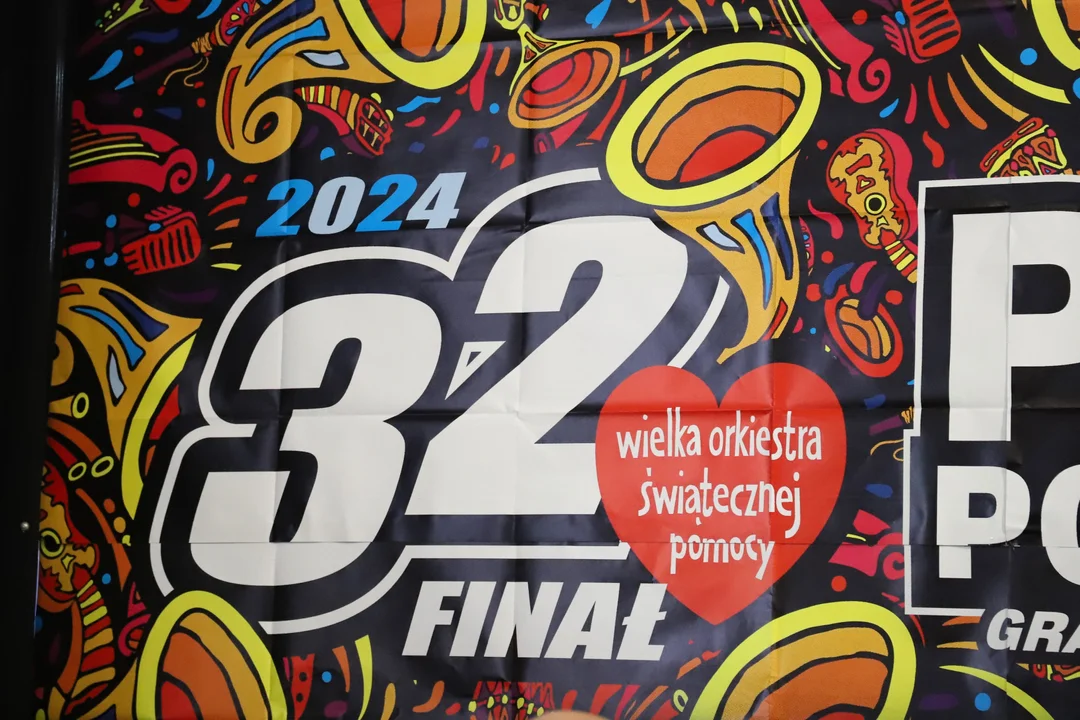 2024
32
FINAŁ
wielka orkiestra
świątecznej
pomocy